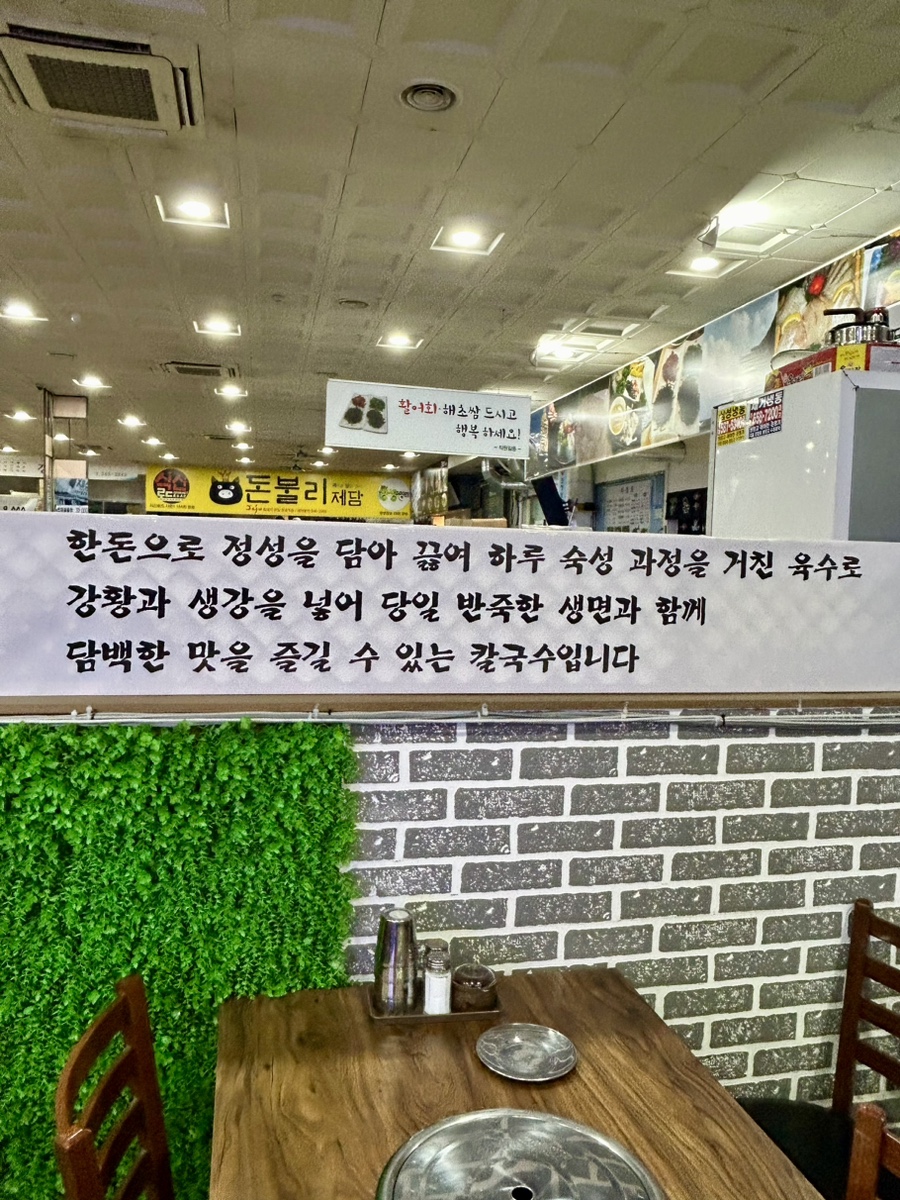 활어회·해초쌈 드시고
행복 하세요!
돈불리 제담
한돈으로 정성을 담아 끓여 하루 숙성 과정을 거친 육수로
강황과 생강을 넣어 당일 반죽한 생면과 함께
담백한 맛을 즐길 수 있는 칼국수입니다